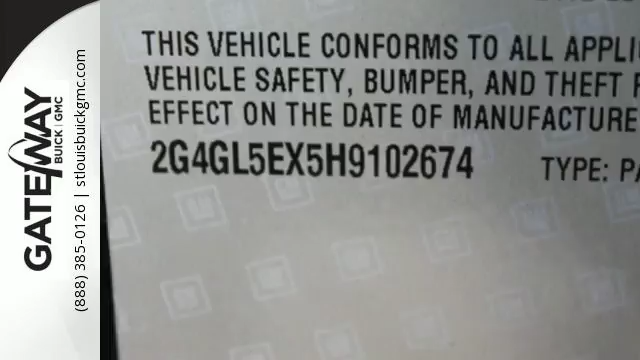 GATEWAY
BUICK | GMC
(888) 385-0126 | stlouisbuickgmc.com
THIS VEHICLE CONFORMS TO ALL APPLI
VEHICLE SAFETY, BUMPER, AND THEFT
EFFECT ON THE DATE OF MANUFACTURE
2G4GL5EX5H9102674
TYPE: PA